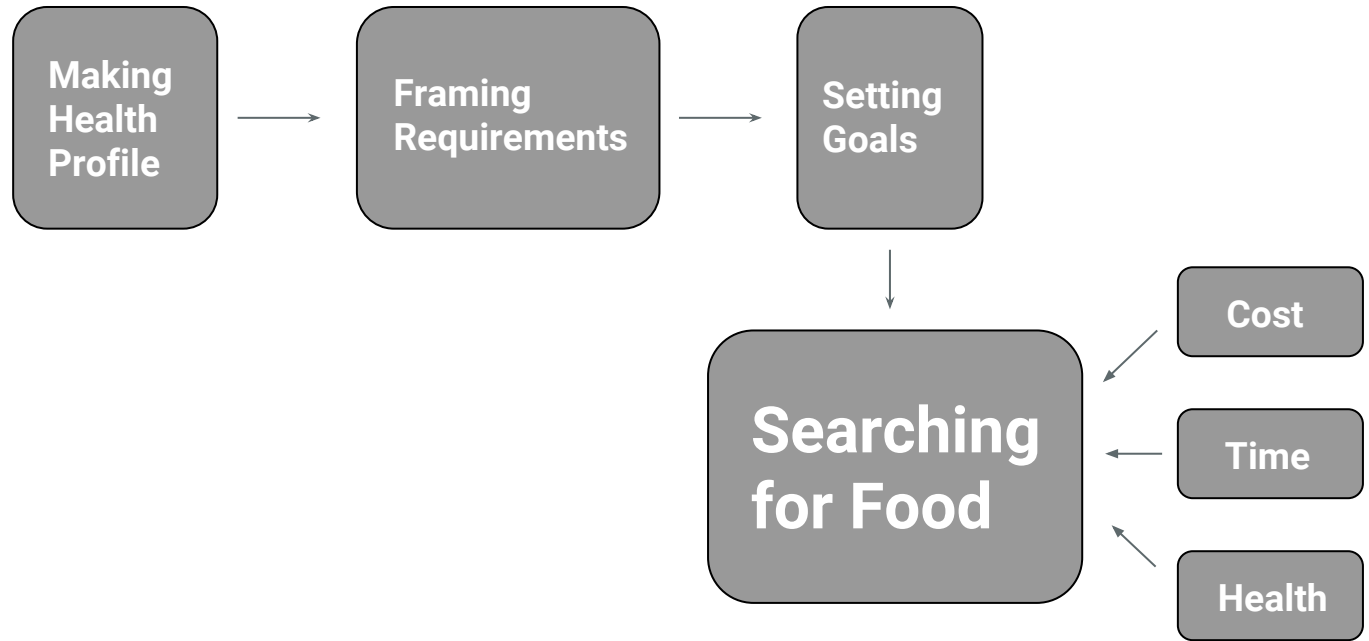 Making
Health
Profile
Framing
Requirements
Setting
Goals
Searching
for Food
Cost
Time
Health